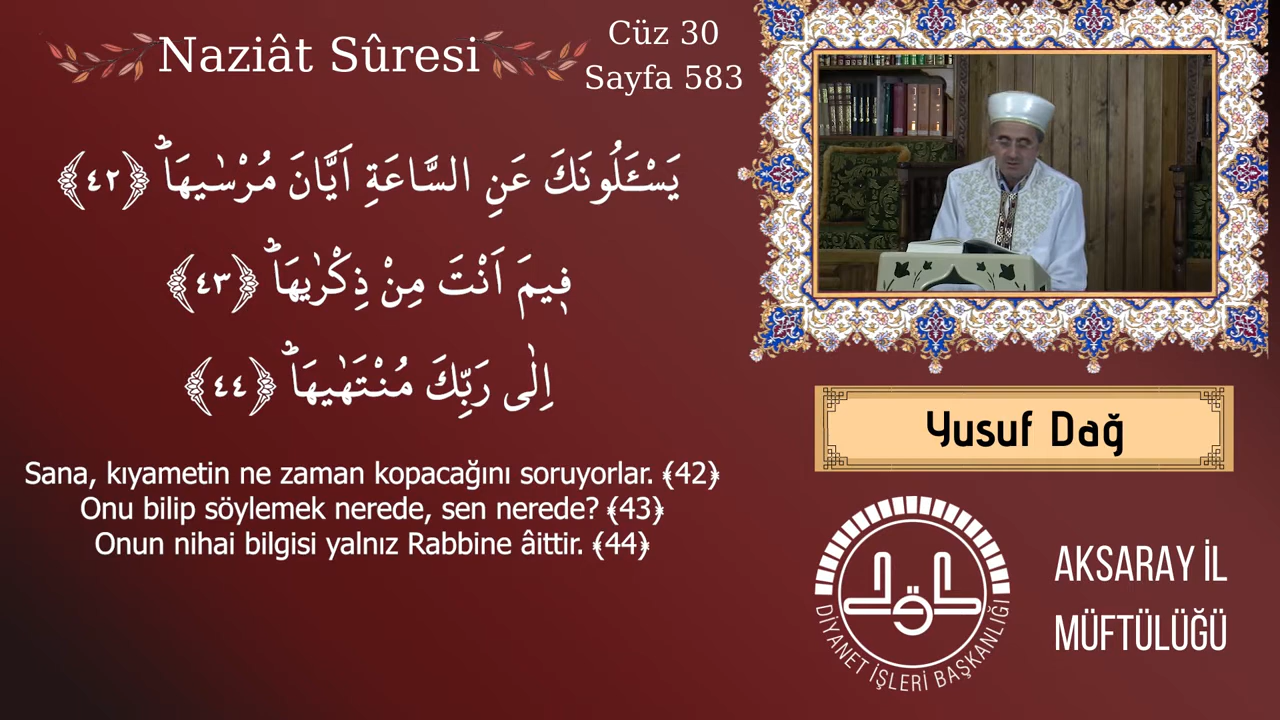 Naziât Sûresi
Cüz 30
Sayfa 583
يَسْـَٔلُونَكَ عَنِ السَّاعَةِ اَيَّانَ مُرْسٰيهَاۜ ﴿٤٢﴾
ف۪يمَ اَنْتَ مِنْ ذِكْرٰيهَاۜ ﴿٤٣﴾
اِلٰى رَبِّكَ مُنْتَهٰيهَاۜ ﴿٤٤﴾
Sana, kıyametin ne zaman kopacağını soruyorlar. ﴾42﴿
Onu bilip söylemek nerede, sen nerede? ﴾43﴿
Onun nihai bilgisi yalnız Rabbine âittir. ﴾44﴿
Yusuf Dağ
DİYANET İŞLERİ BAŞKANLIĞI
AKSARAY İL
MÜFTÜLÜĞÜ